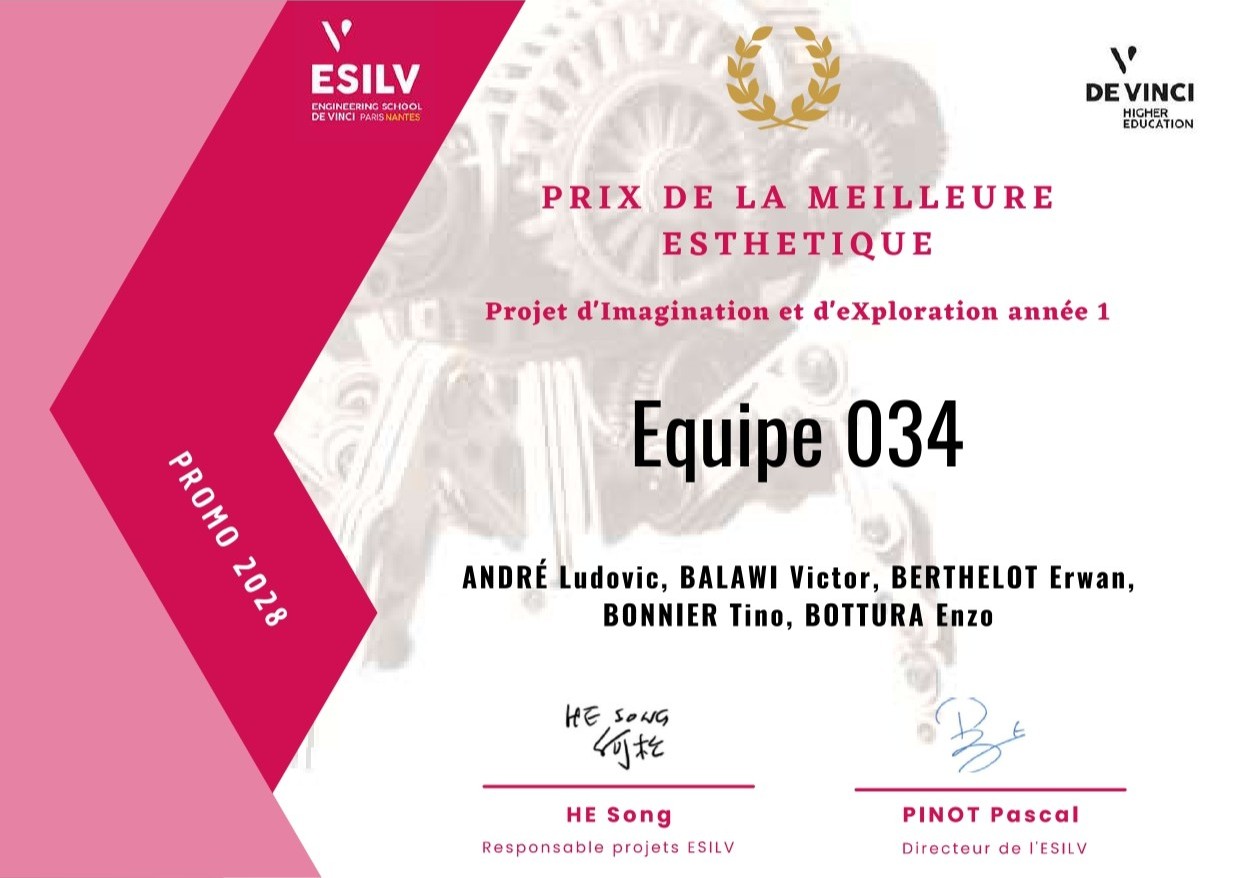 ESILV
ENGINEERING SCHOOL
DE VINCI PARIS NANTES
DE VINCI
HIGHER
EDUCATION
PRIX DE LA MEILLEURE
ESTHETIQUE
Projet d'Imagination et d'eXploration année 1
Equipe 034
PROMO 2028
ANDRÉ Ludovic, BALAWI Victor, BERTHELOT Erwan,
BONNIER Tino, BOTTURA Enzo
HE SONG
何松
HE Song
Responsable projets ESILV
PINOT Pascal
Directeur de l'ESILV